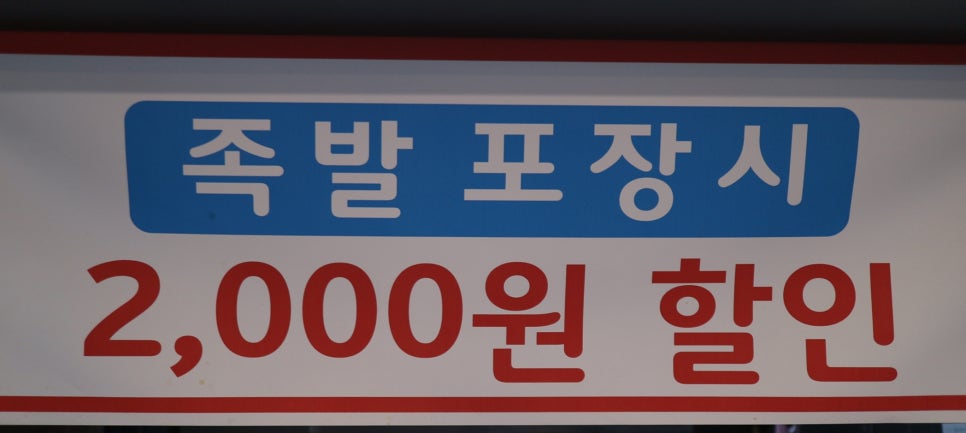 족발 포장시
2,000원 할인